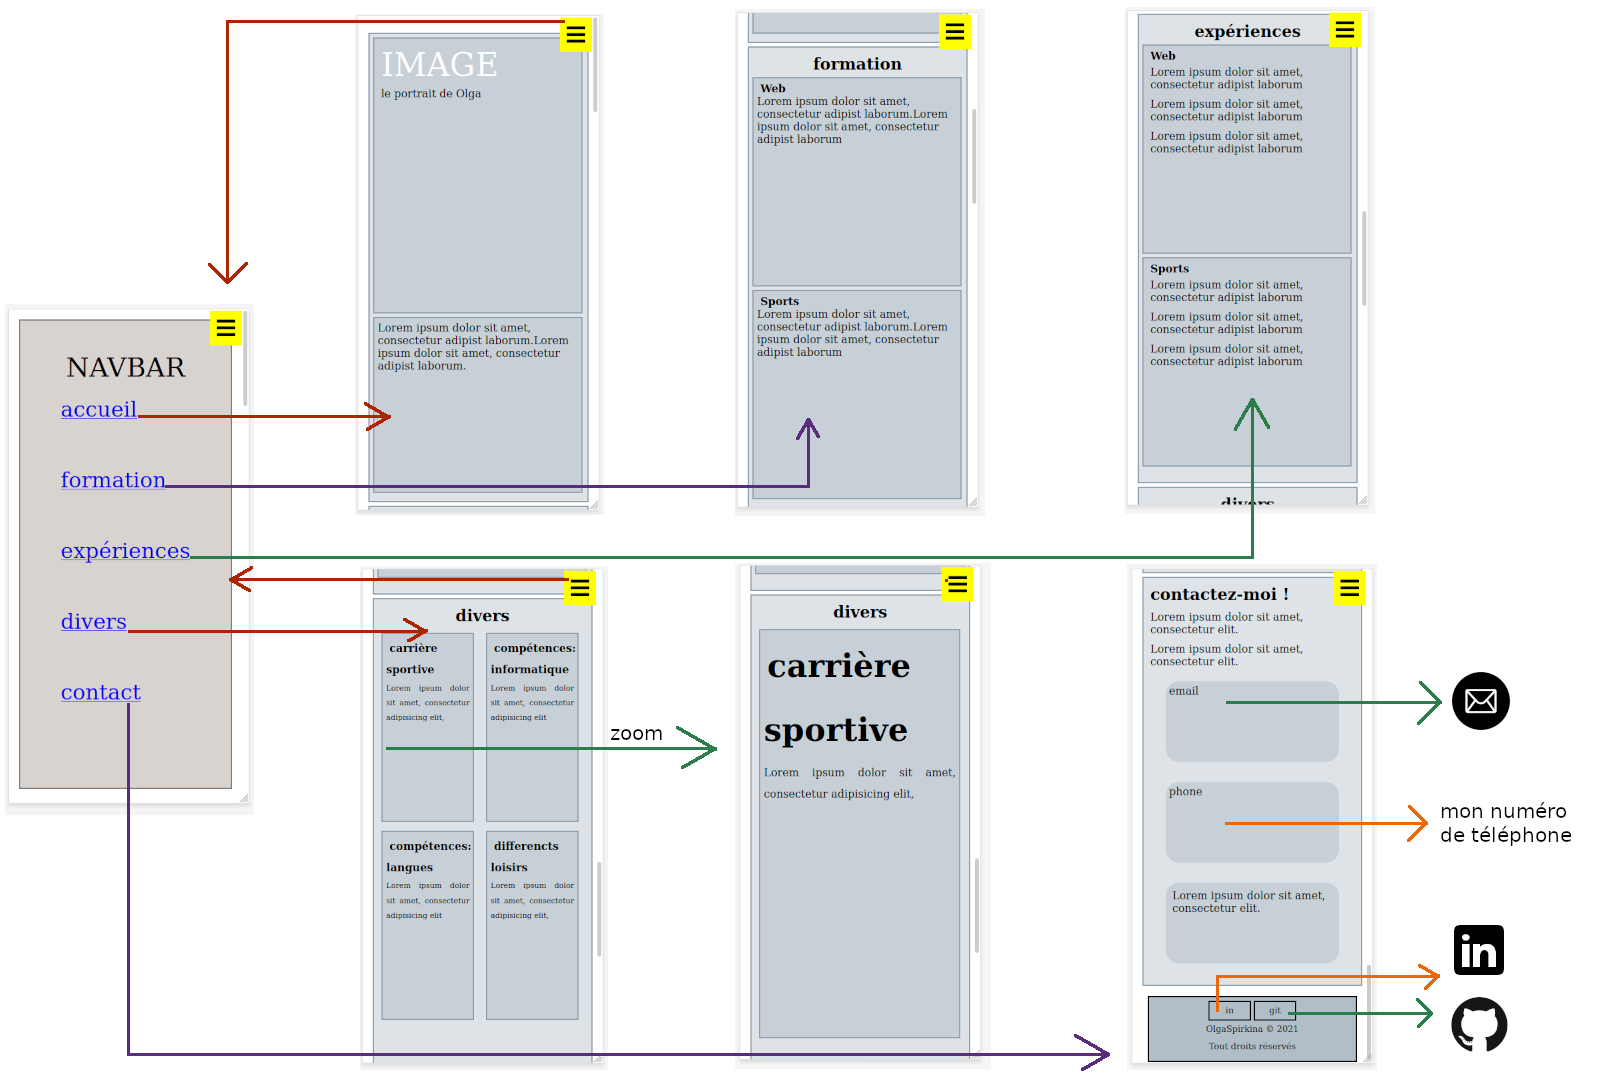 IMAGE
le portrait de Olga
Lorem ipsum dolor sit amet,
consectetur adipist laborum.Lorem
ipsum dolor sit amet, consectetur
adipist laborum.
formation
Web
Lorem ipsum dolor sit amet,
consectetur adipist laborum.Lorem
ipsum dolor sit amet, consectetur
adipist laborum
Sports
Lorem ipsum dolor sit amet,
consectetur adipist laborum.Lorem
ipsum dolor sit amet, consectetur
adipist laborum
expériences
Web
Lorem ipsum dolor sit amet,
consectetur adipist laborum
Lorem ipsum dolor sit amet,
consectetur adipist laborum
Lorem ipsum dolor sit amet,
consectetur adipist laborum
Sports
Lorem ipsum dolor sit amet,
consectetur adipist laborum
Lorem ipsum dolor sit amet,
consectetur adipist laborum
Lorem ipsum dolor sit amet,
consectetur adipist laborum
divers
NAVBAR
accueil
formation
expériences
divers
contact
divers
carrière
sportive
Lorem ipsum dolor
sit amet, consectetur
adipisicing elit,
compétences:
informatique
Lorem ipsum dolor
sit amet, consectetur
adipisicing elit
compétences:
langues
Lorem ipsum dolor
sit amet, consectetur
adipisicing elit
differencts
loisirs
Lorem ipsum dolor
sit amet, consectetur
adipisicing elit,
zoom
divers
carrière
sportive
Lorem ipsum dolor sit amet,
consectetur adipisicing elit,
contactez-moi !
Lorem ipsum dolor sit amet,
consectetur elit.
Lorem ipsum dolor sit amet,
consectetur elit.
email
phone
mon numéro
de téléphone
Lorem ipsum dolor sit amet,
consectetur elit.
in
in git
OlgaSpirkina © 2021
Tout droits réservés